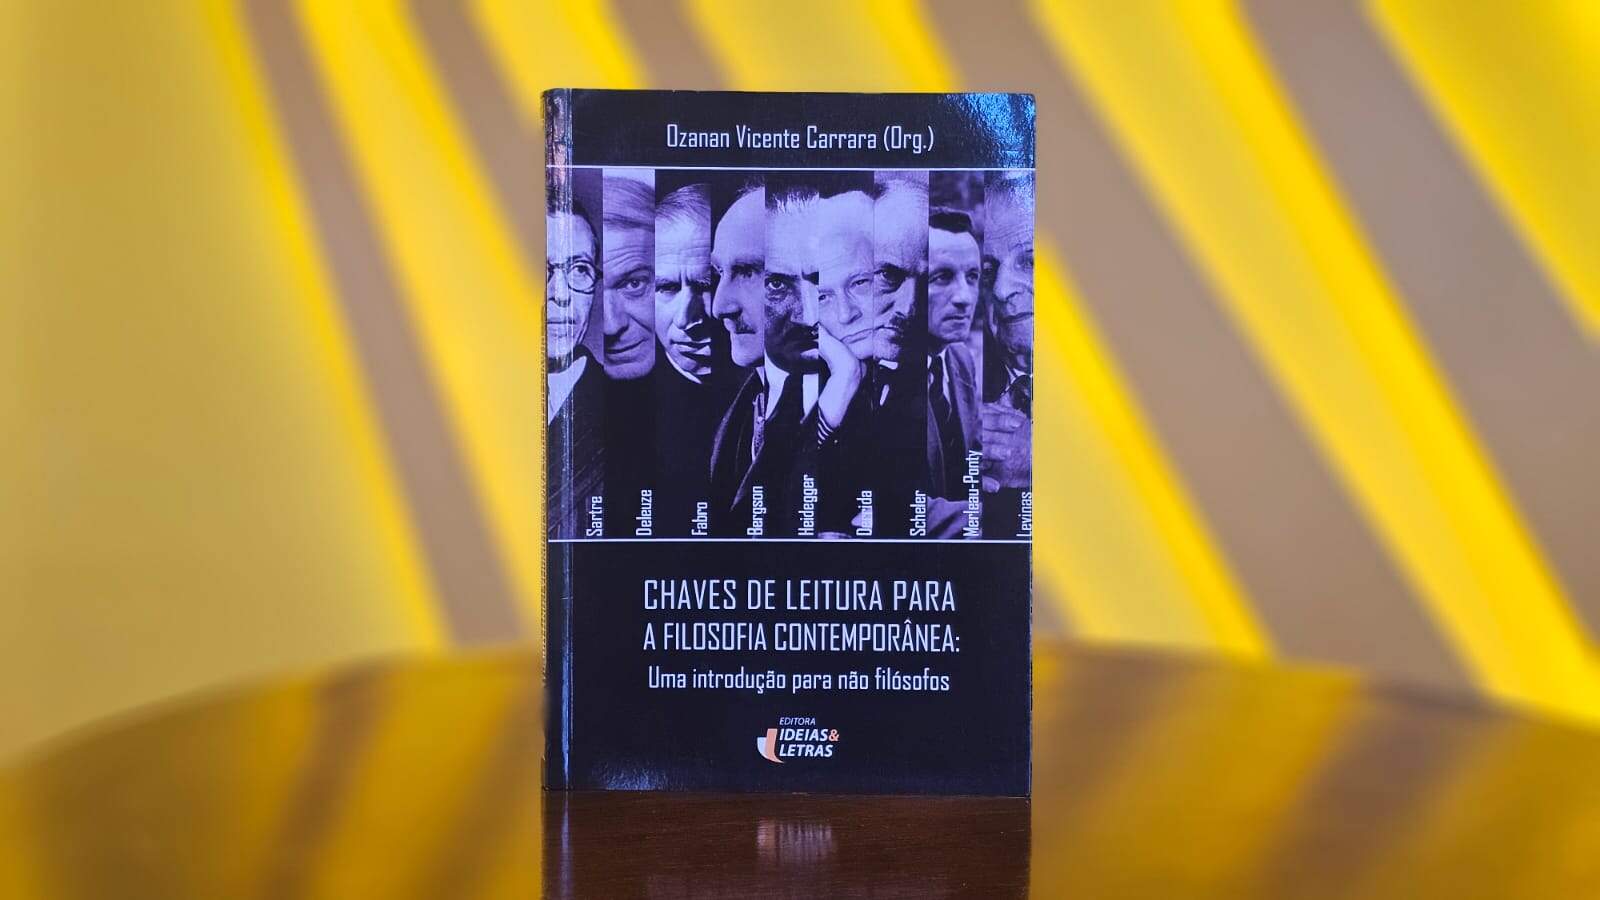 Ozanan Vicente Carrara (Org.)
Sartre
Deleuze
Fabro
Bergson
Heidegger
Derrida
Scheler
Merleau-Ponty
Levinas
CHAVES DE LEITURA PARA
A FILOSOFIA CONTEMPORÂNEA:
Uma introdução para não filósofos
EDITORA
IDEIAS&
LETRAS